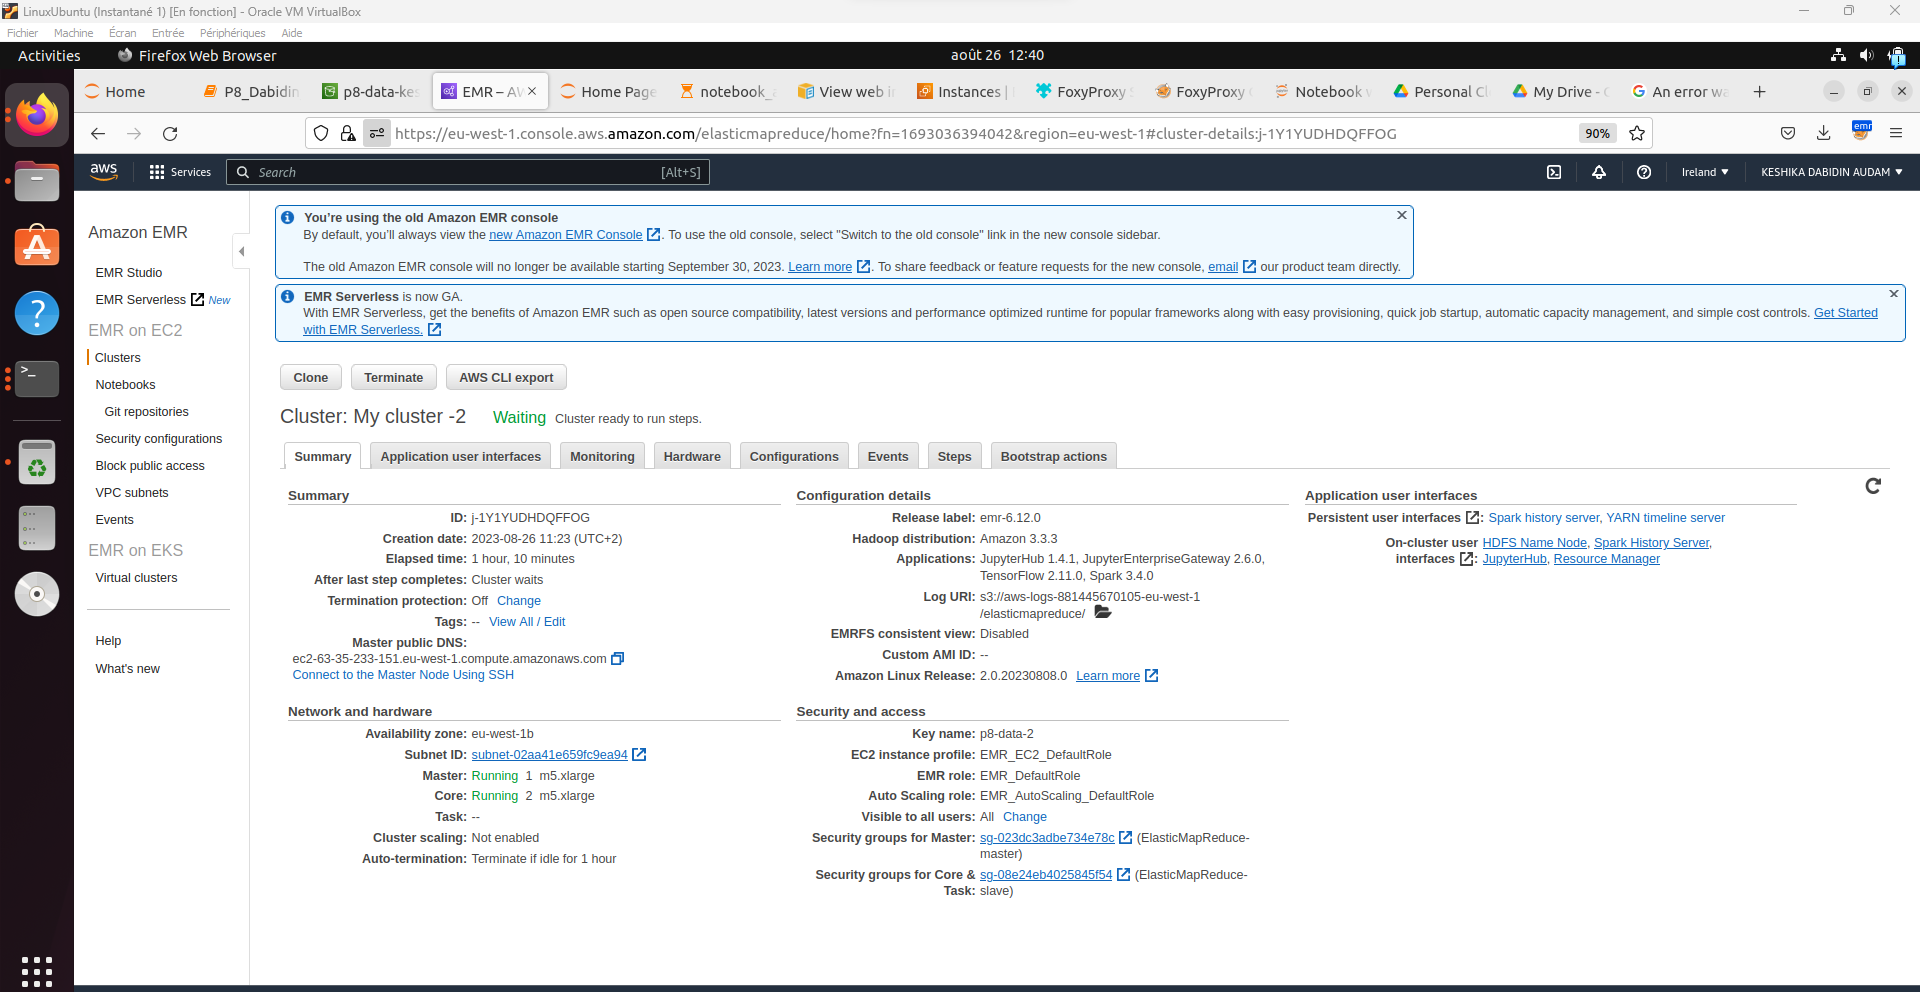 LinuxUbuntu (Instantané 1) [En fonction] - Oracle VM VirtualBox
Fichier Machine Écran Entrée Périphériques Aide
Activities Firefox Web Browser août 26 12:40
Home P8_Dabidin p8-data-kes EMR – AW Home Page notebook_a View web in Instances | FoxyProxy S FoxyProxy Notebook w Personal Cl My Drive - G An error wa
https://eu-west-1.console.aws.amazon.com/elasticmapreduce/home?fn=1693036394042&region=eu-west-1#cluster-details:j-1Y1YUDHDQFFOG 90% emr
aws Services Search [Alt+S] Ireland KESHIKA DABIDIN AUDAM
Amazon EMR
EMR Studio
EMR Serverless New
EMR on EC2
Clusters
Notebooks
Git repositories
Security configurations
Block public access
VPC subnets
Events
EMR on EKS
Virtual clusters
Help
What's new
You're using the old Amazon EMR console
By default, you'll always view the new Amazon EMR Console . To use the old console, select "Switch to the old console" link in the new console sidebar.
The old Amazon EMR console will no longer be available starting September 30, 2023. Learn more . To share feedback or feature requests for the new console, email our product team directly.
EMR Serverless is now GA.
With EMR Serverless, get the benefits of Amazon EMR such as open source compatibility, latest versions and performance optimized runtime for popular frameworks along with easy provisioning, quick job startup, automatic capacity management, and simple cost controls. Get Started
with EMR Serverless.
Clone Terminate AWS CLI export
Cluster: My cluster -2 Waiting Cluster ready to run steps.
Summary Application user interfaces Monitoring Hardware Configurations Events Steps Bootstrap actions
Summary
ID: j-1Y1YUDHDQFFOG
Creation date: 2023-08-26 11:23 (UTC+2)
Elapsed time: 1 hour, 10 minutes
After last step completes: Cluster waits
Termination protection: Off Change
Tags: -- View All / Edit
Master public DNS:
ec2-63-35-233-151.eu-west-1.compute.amazonaws.com
Connect to the Master Node Using SSH
Configuration details
Release label: emr-6.12.0
Hadoop distribution: Amazon 3.3.3
Applications: JupyterHub 1.4.1, JupyterEnterpriseGateway 2.6.0,
TensorFlow 2.11.0, Spark 3.4.0
Log URI: s3://aws-logs-881445670105-eu-west-1
/elasticmapreduce/
EMRFS consistent view: Disabled
Custom AMI ID: --
Amazon Linux Release: 2.0.20230808.0 Learn more
Application user interfaces
Persistent user interfaces : Spark history server, YARN timeline server
On-cluster user HDFS Name Node, Spark History Server,
interfaces : JupyterHub, Resource Manager
Network and hardware
Availability zone: eu-west-1b
Subnet ID: subnet-02aa41e659fc9ea94
Master: Running 1 m5.xlarge
Core: Running 2 m5.xlarge
Task: --
Cluster scaling: Not enabled
Auto-termination: Terminate if idle for 1 hour
Security and access
Key name: p8-data-2
EC2 instance profile: EMR_EC2_DefaultRole
EMR role: EMR_DefaultRole
Auto Scaling role: EMR_AutoScaling_DefaultRole
Visible to all users: All Change
Security groups for Master: sg-023dc3adbe734e78c (ElasticMapReduce-
master)
Security groups for Core & sg-08e24eb4025845f54 (ElasticMapReduce-
Task: slave)